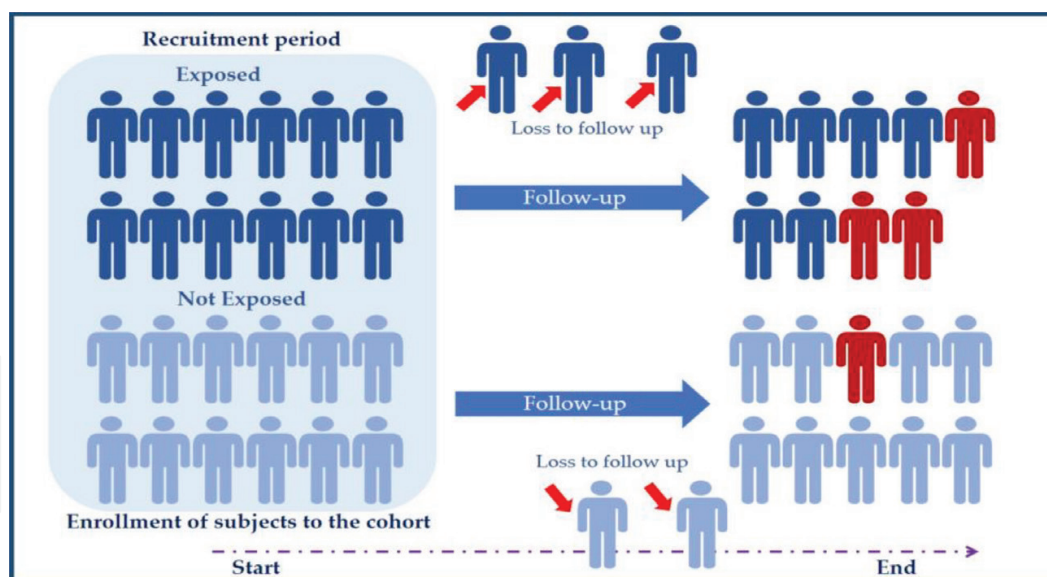 Recruitment period
Exposed
Loss to follow up
Follow-up
Not Exposed
Follow-up
Loss to follow up
Enrollment of subjects to the cohort
Start
End